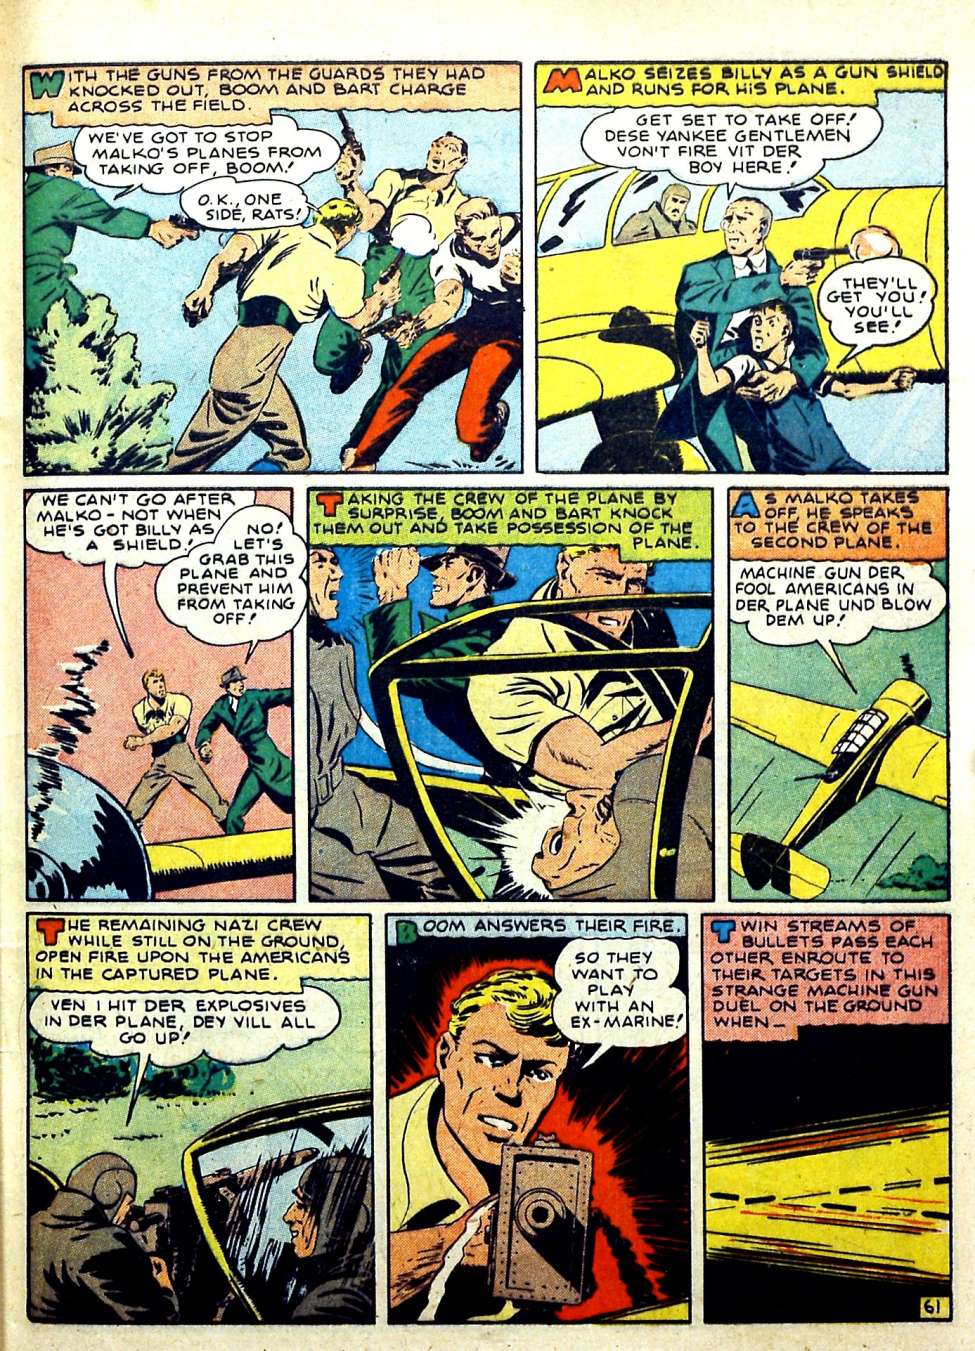 WITH THE GUNS FROM THE GUARDS THEY HAD
KNOCKED OUT, BOOM AND BART CHARGE
ACROSS THE FIELD.
WE'VE GOT TO STOP
MALKO'S PLANES FROM
TAKING OFF, BOOM!
O.K., ONE
SIDE, RATS!
MALKO SEIZES BILLY AS A GUN SHIELD
AND RUNS FOR HIS PLANE.
GET SET TO TAKE OFF!
DESE YANKEE GENTLEMEN
VON'T FIRE VIT DER
BOY HERE!
THEY'LL
GET YOU!
YOU'LL
SEE!
WE CAN'T GO AFTER
MALKO - NOT WHEN
HE'S GOT BILLY AS
A SHIELD!
NO!
LET'S
GRAB THIS
PLANE AND
PREVENT HIM
FROM TAKING
OFF!
TAKING THE CREW OF THE PLANE BY
SURPRISE, BOOM AND BART KNOCK
THEM OUT AND TAKE POSSESSION OF THE
PLANE.
AS MALKO TAKES
OFF, HE SPEAKS
TO THE CREW OF THE
SECOND PLANE.
MACHINE GUN DER
FOOL AMERICANS IN
DER PLANE UND BLOW
DEM UP!
THE REMAINING NAZI CREW
WHILE STILL ON THE GROUND,
OPEN FIRE UPON THE AMERICANS
IN THE CAPTURED PLANE.
VEN I HIT DER EXPLOSIVES
IN DER PLANE, DEY VILL ALL
GO UP!
BOOM ANSWERS THEIR FIRE.
SO THEY
WANT TO
PLAY
WITH AN
EX-MARINE!
TWIN STREAMS OF
BULLETS PASS EACH
OTHER ENROUTE TO
THEIR TARGETS IN THIS
STRANGE MACHINE GUN
DUEL ON THE GROUND
WHEN—
61